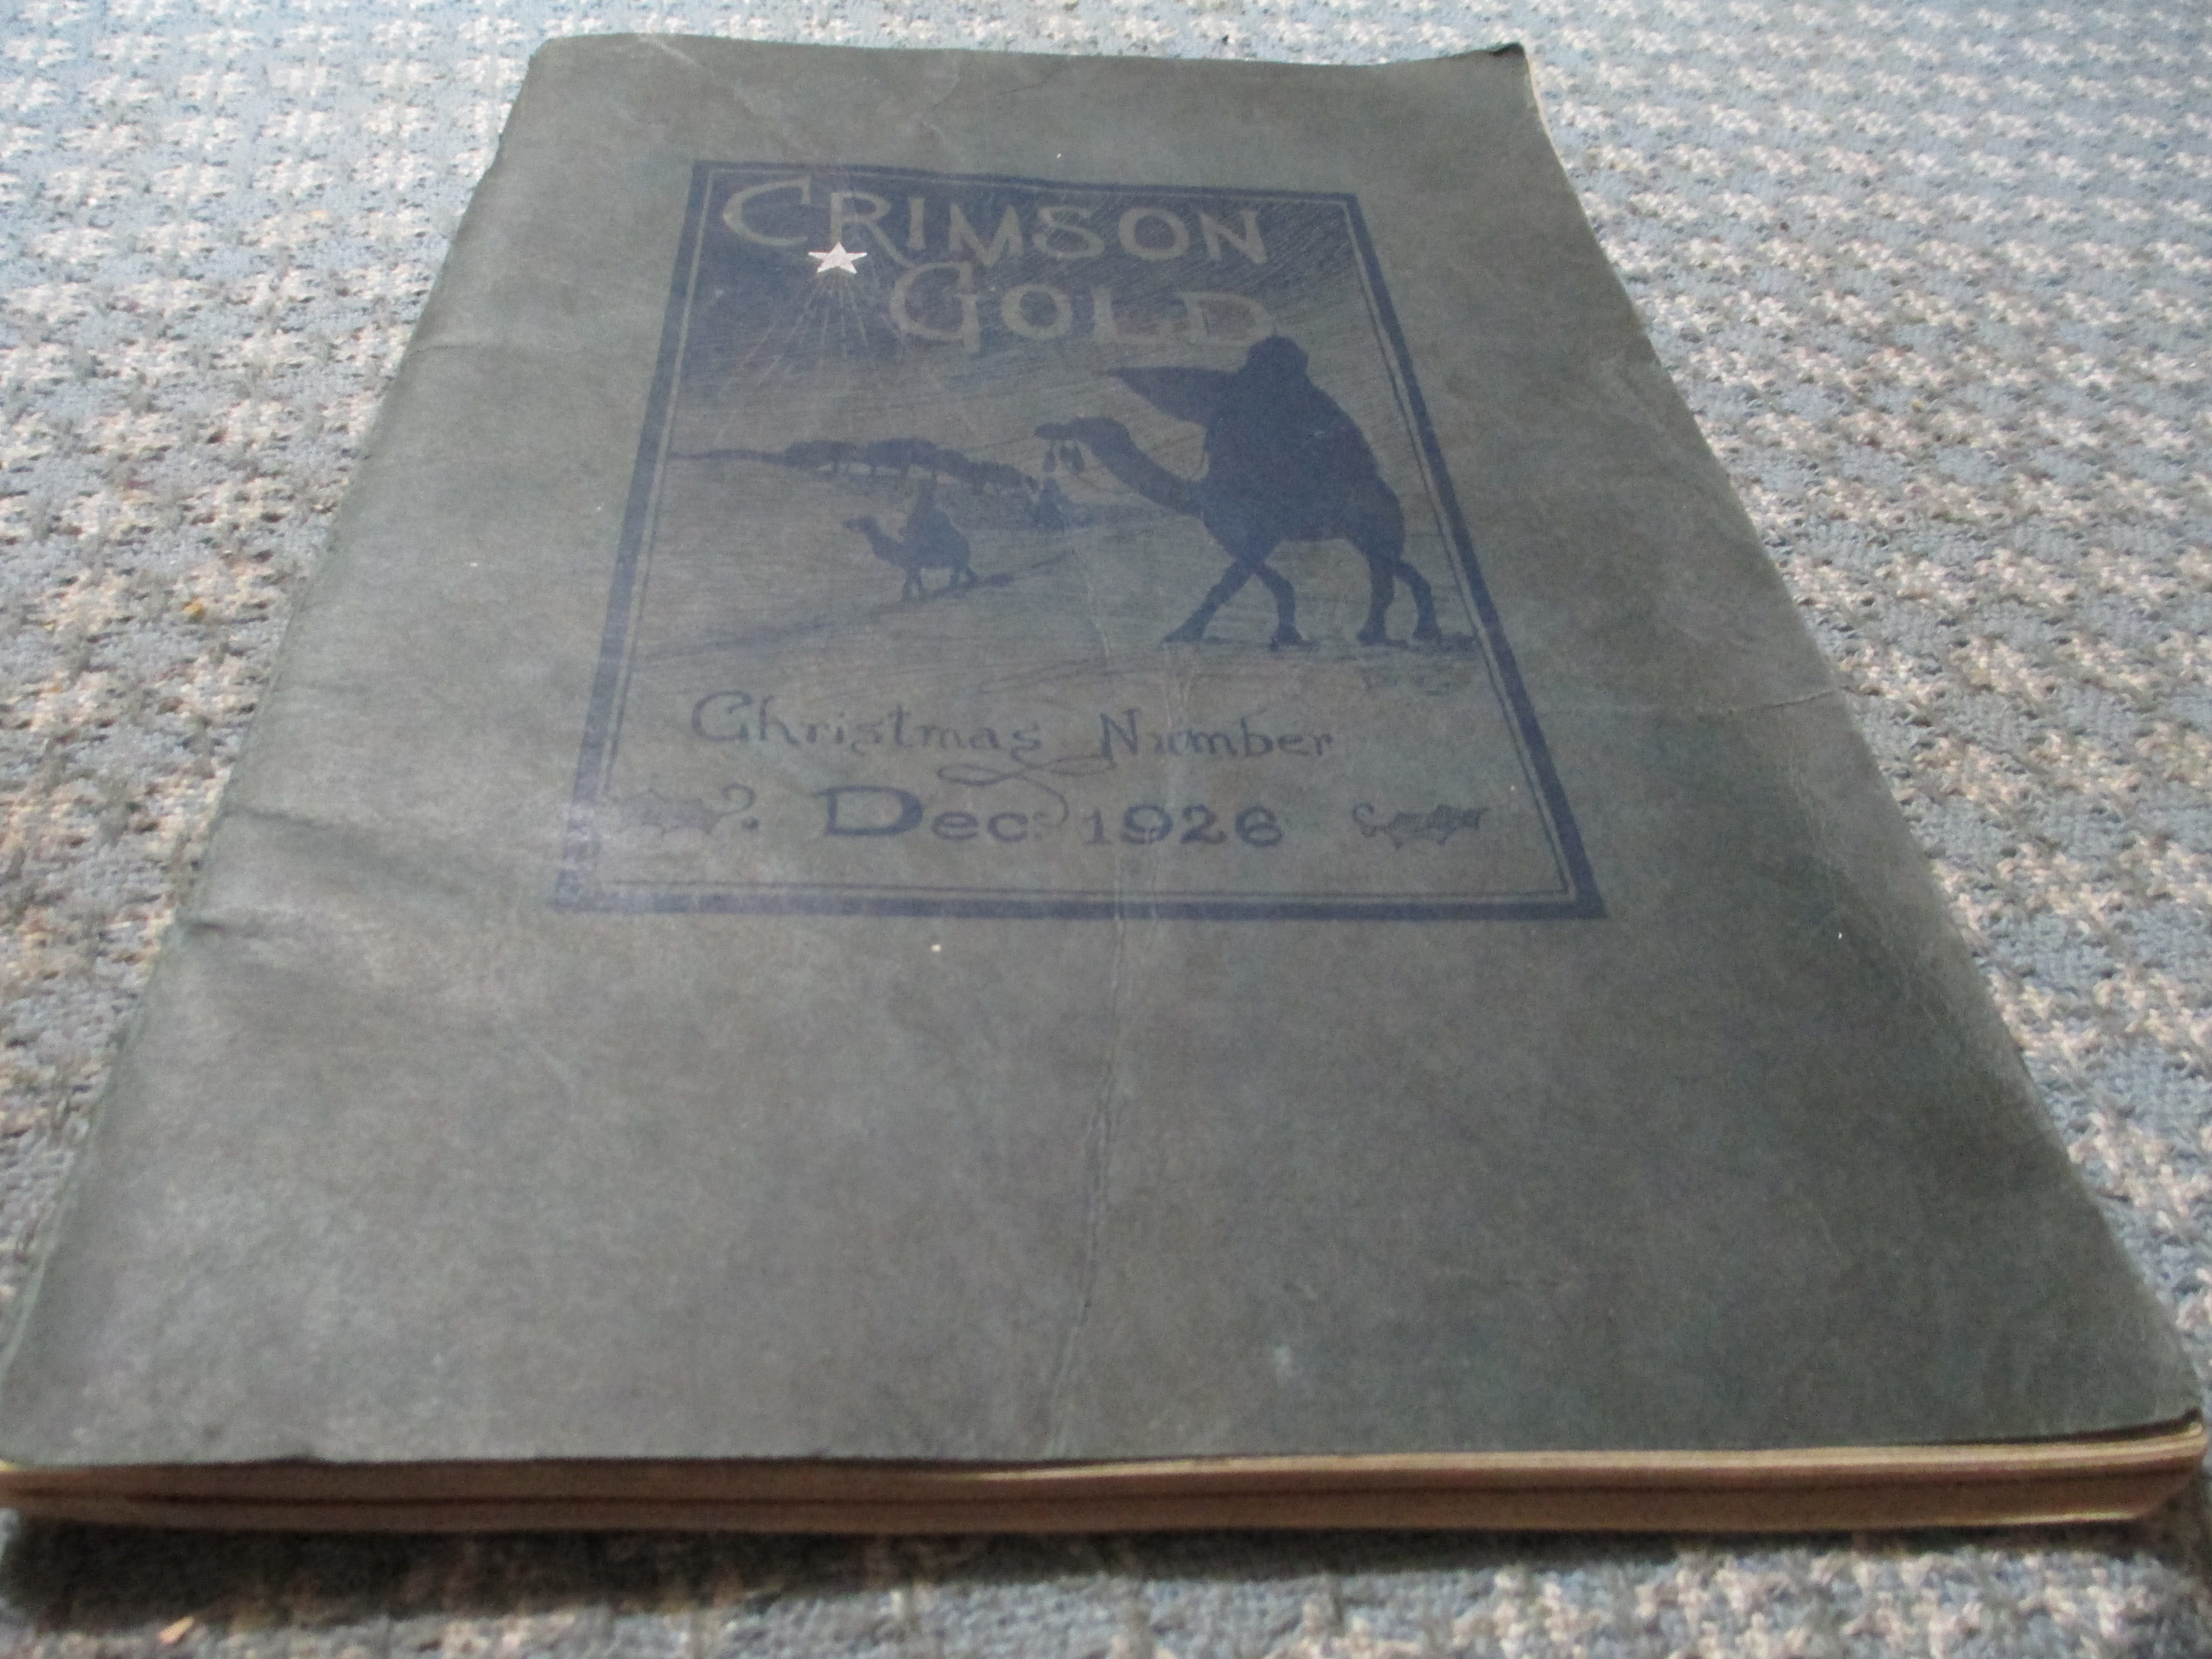 CRIMSON
GOLD
Christmas Number
Dec. 1926